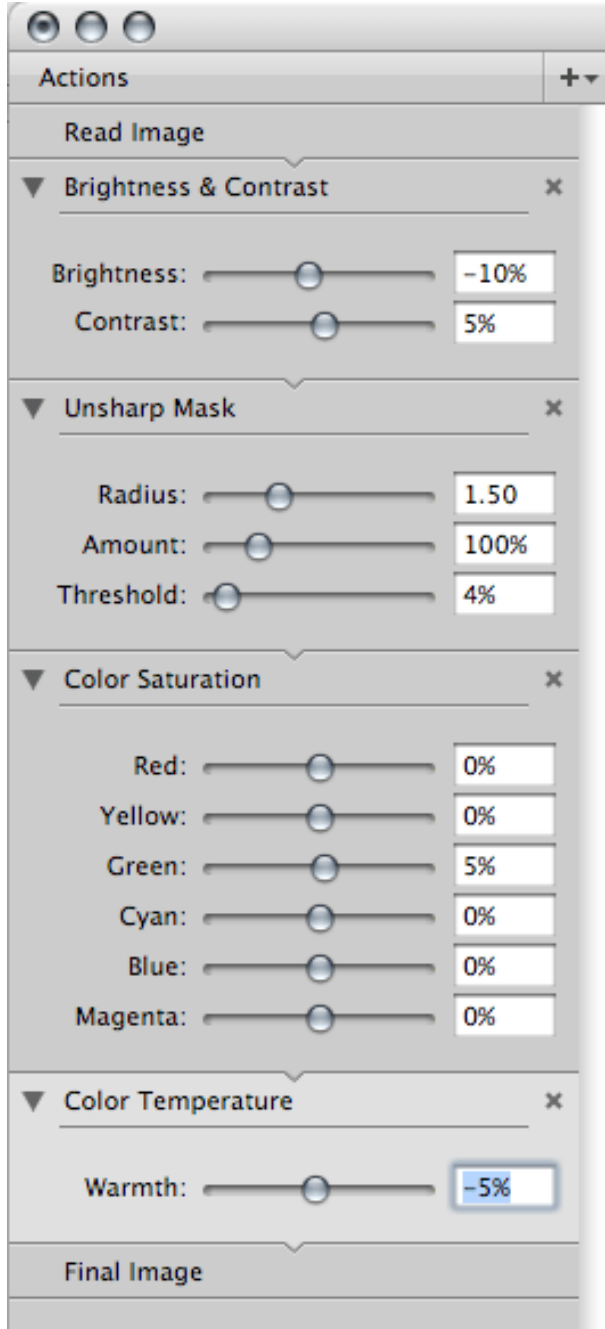 Actions
Read Image
Brightness & Contrast
Brightness: -10%
Contrast: 5%
Unsharp Mask
Radius: 1.50
Amount: 100%
Threshold: 4%
Color Saturation
Red: 0%
Yellow: 0%
Green: 5%
Cyan: 0%
Blue: 0%
Magenta: 0%
Color Temperature
Warmth: -5%
Final Image